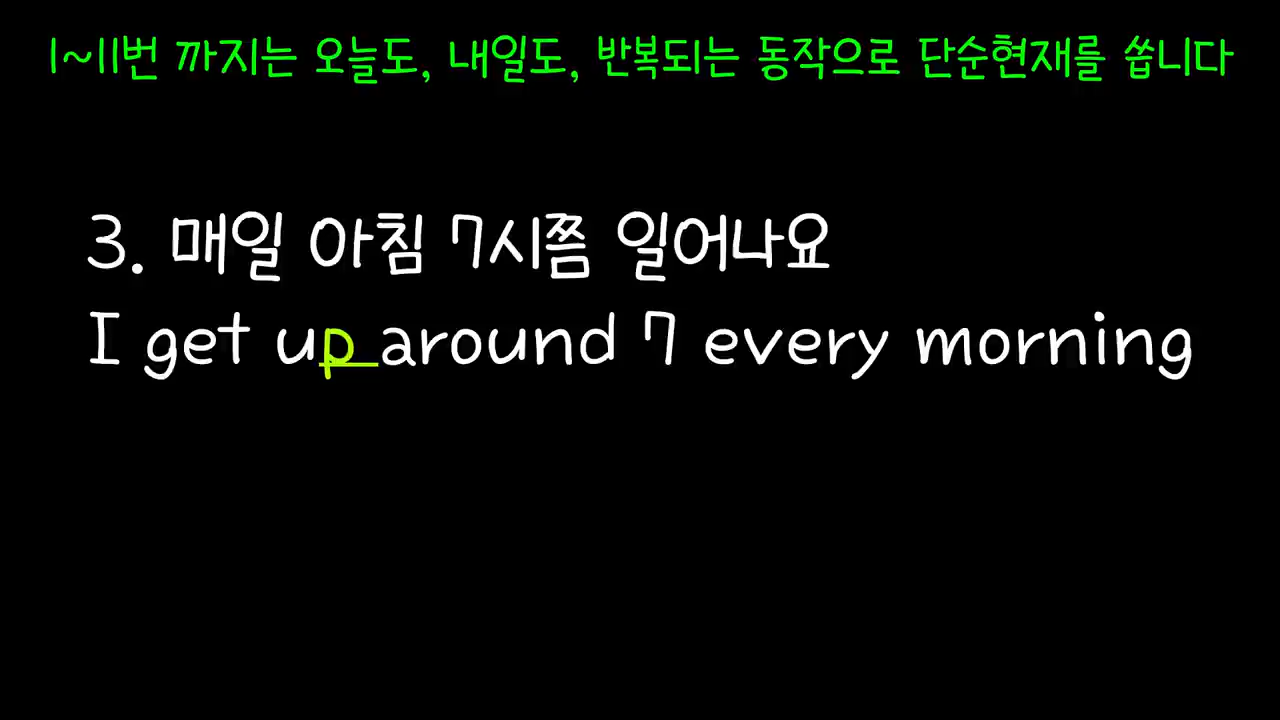 1~11번 까지는 오늘도, 내일도, 반복되는 동작으로 단순현재를 씁니다
3. 매일 아침 7시쯤 일어나요
I get up around 7 every morning